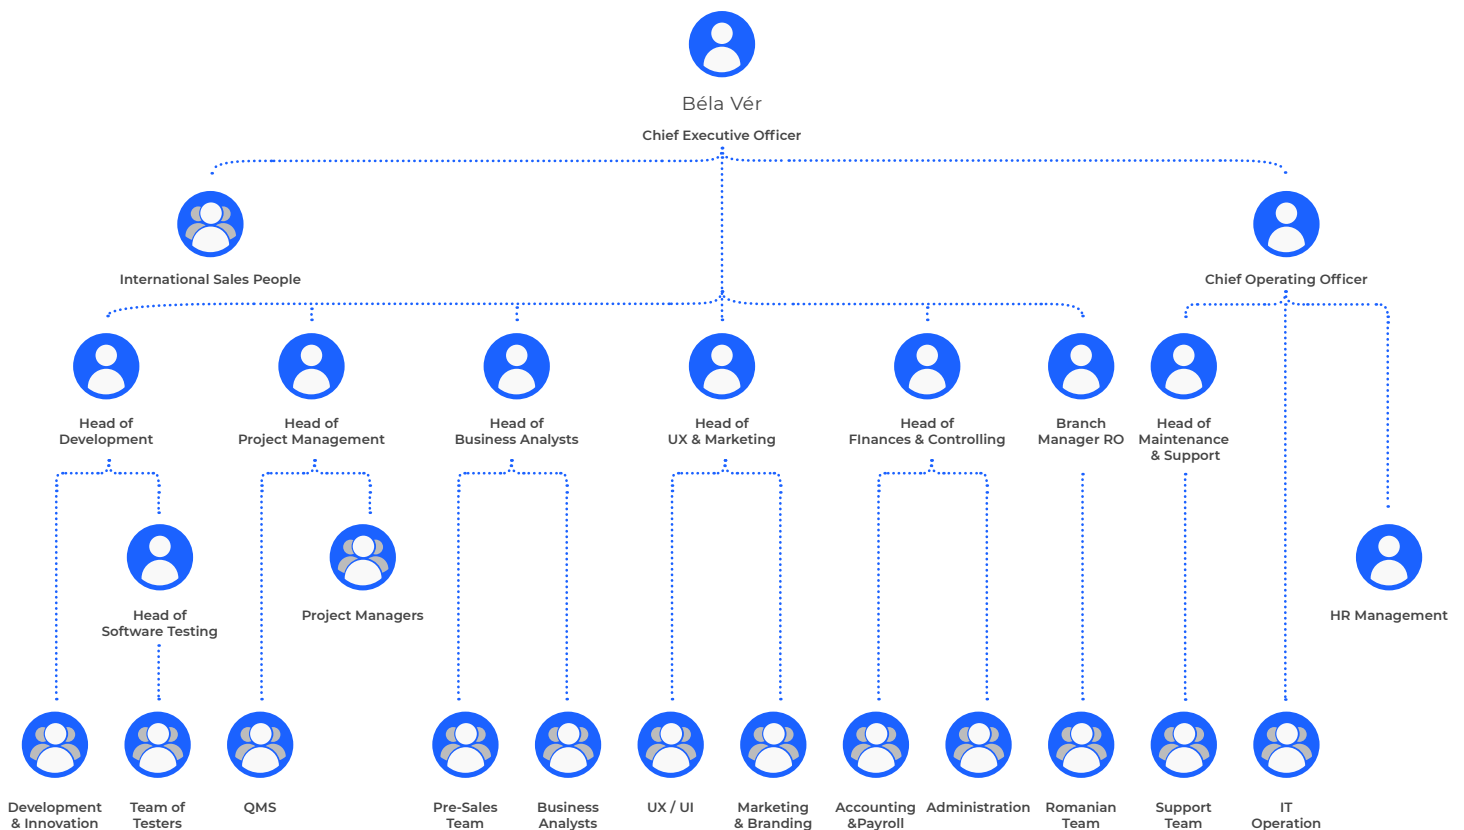 Béla Vér
Chief Executive Officer
International Sales People
Chief Operating Officer
Head of
Development
Head of
Project Management
Head of
Business Analysts
Head of
UX & Marketing
Head of
FInances & Controlling
Branch
Manager RO
Head of
Maintenance
& Support
Head of
Software Testing
Project Managers
HR Management
Development
& Innovation
Team of
Testers
QMS
Pre-Sales
Team
Business
Analysts
UX / UI
Marketing
& Branding
Accounting
&Payroll
Administration
Romanian
Team
Support
Team
IT
Operation